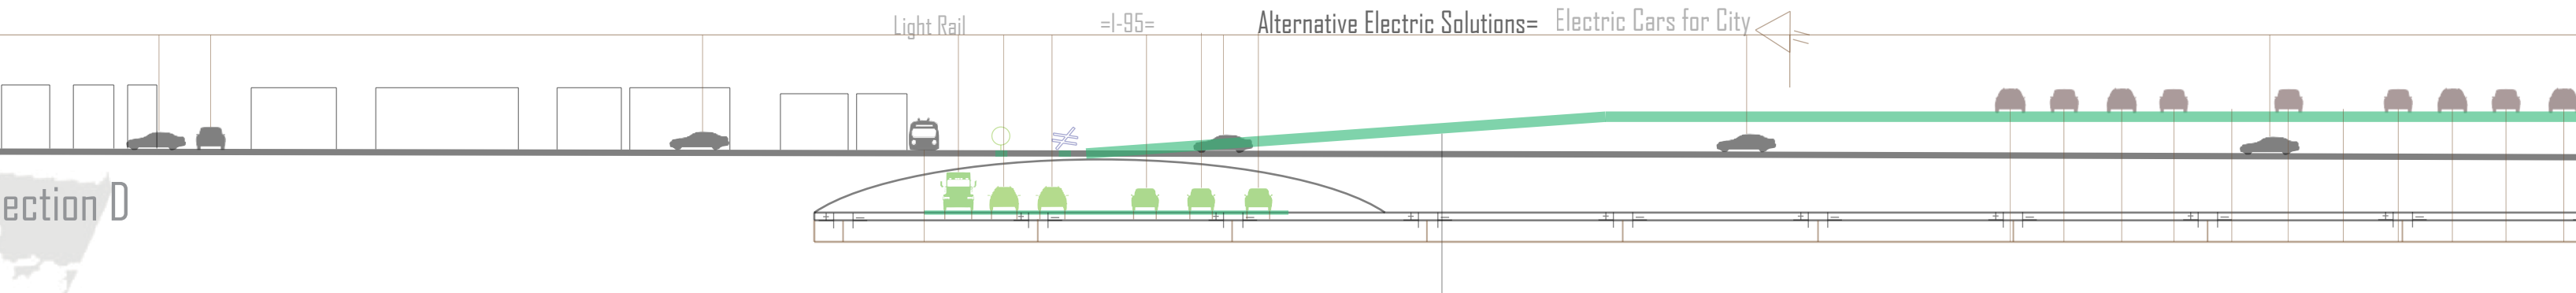 Light Rail
=I-95=
Alternative Electric Solutions=
Electric Cars for City
ection D